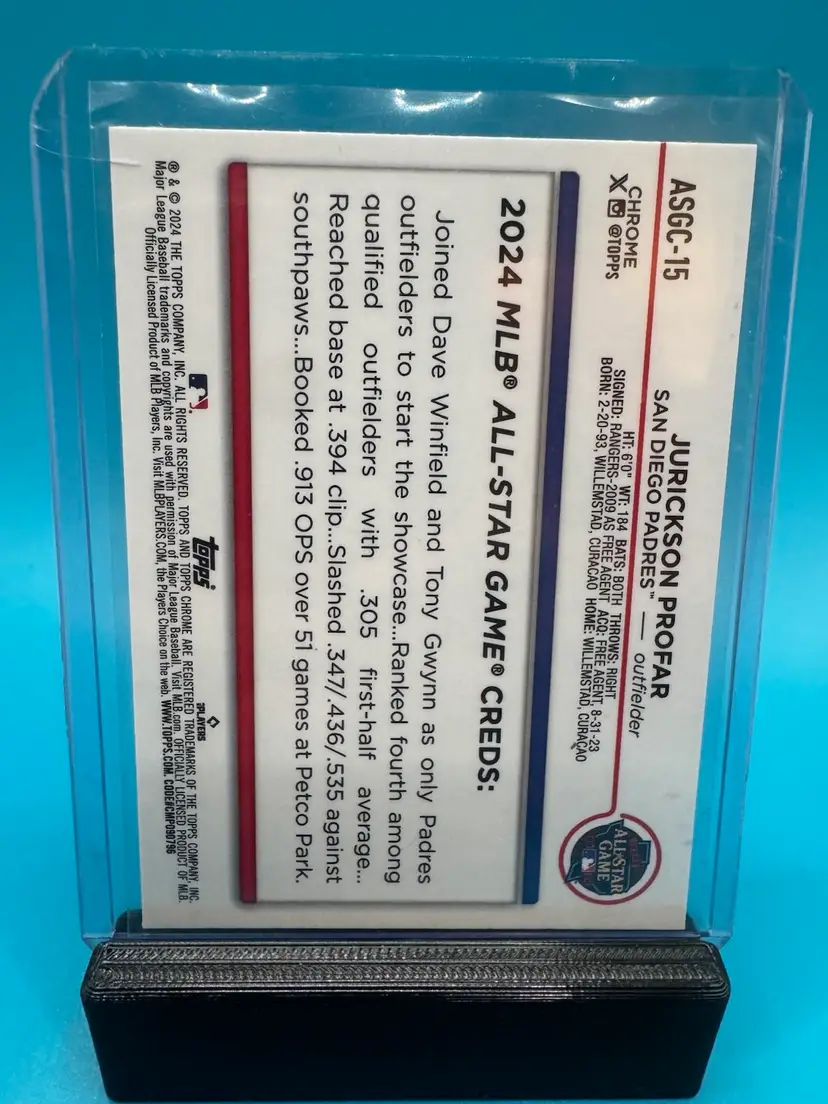 ASGC-15
JURICKSON PROFAR
SAN DIEGO PADRES™ — outfielder
CHROME
X @TOPPS
HT: 6'0" WT: 184 BATS: BOTH THROWS: RIGHT
SIGNED: RANGERS-2009 AS FREE AGENT ACQ: FREE AGENT, 8-31-23
BORN: 2-20-93, WILLEMSTAD, CURACAO HOME: WILLEMSTAD, CURAÇAO
ALL-STAR
GAME
2024 MLB® ALL-STAR GAME® CREDS:
Joined Dave Winfield and Tony Gwynn as only Padres
outfielders to start the showcase...Ranked fourth among
qualified outfielders with .305 first-half average...
Reached base at .394 clip...Slashed .347/.436/.535 against
southpaws...Booked .913 OPS over 51 games at Petco Park.
topps
PLAYERS
® & © 2024 THE TOPPS COMPANY, INC. ALL RIGHTS RESERVED. TOPPS AND TOPPS CHROME ARE REGISTERED TRADEMARKS OF THE TOPPS COMPANY, INC.
Major League Baseball trademarks and copyrights are used with permission of Major League Baseball. Visit MLB.com. OFFICIALLY LICENSED PRODUCT OF MLB
Officially Licensed Product of MLB Players, Inc. Visit MLBPLAYERS.COM, the Players Choice on the web. WWW.TOPPS.COM. CODE#CMP090796